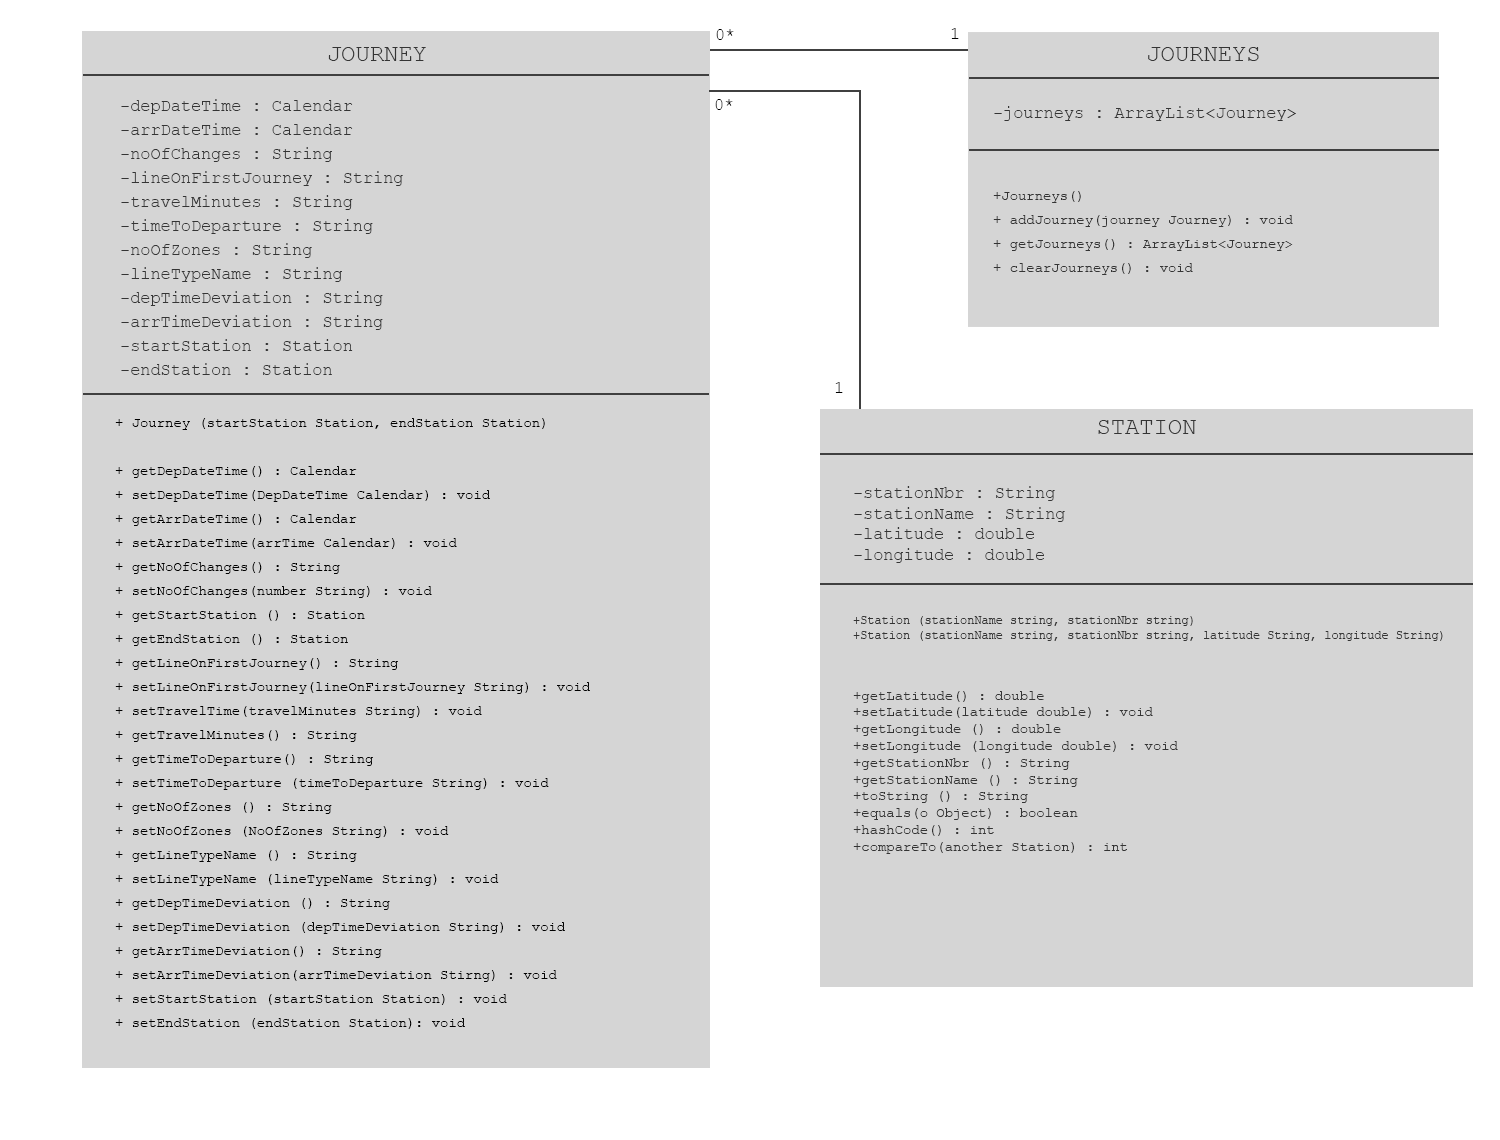 JOURNEY
-depDateTime : Calendar
-arrDateTime : Calendar
-noOfChanges : String
-lineOnFirstJourney : String
-travelMinutes : String
-timeToDeparture : String
-noOfZones : String
-lineTypeName : String
-depTimeDeviation : String
-arrTimeDeviation : String
-startStation : Station
-endStation : Station
+ Journey (startStation Station, endStation Station)
+ getDepDateTime() : Calendar
+ setDepDateTime(DepDateTime Calendar) : void
+ getArrDateTime() : Calendar
+ setArrDateTime(arrTime Calendar) : void
+ getNoOfChanges() : String
+ setNoOfChanges(number String) : void
+ getStartStation () : Station
+ getEndStation () : Station
+ getLineOnFirstJourney() : String
+ setLineOnFirstJourney(lineOnFirstJourney String) : void
+ setTravelTime(travelMinutes String) : void
+ getTravelMinutes() : String
+ getTimeToDeparture() : String
+ setTimeToDeparture (timeToDeparture String) : void
+ getNoOfZones () : String
+ setNoOfZones (NoOfZones String) : void
+ getLineTypeName () : String
+ setLineTypeName (lineTypeName String) : void
+ getDepTimeDeviation () : String
+ setDepTimeDeviation (depTimeDeviation String) : void
+ getArrTimeDeviation() : String
+ setArrTimeDeviation(arrTimeDeviation Stirng) : void
+ setStartStation (startStation Station) : void
+ setEndStation (endStation Station): void
0*
1
0*
1
JOURNEYS
-journeys : ArrayList<Journey>
+Journeys()
+ addJourney(journey Journey) : void
+ getJourneys() : ArrayList<Journey>
+ clearJourneys() : void
STATION
-stationNbr : String
-stationName : String
-latitude : double
-longitude : double
+Station (stationName string, stationNbr string)
+Station (stationName string, stationNbr string, latitude String, longitude String)
+getLatitude() : double
+setLatitude(latitude double) : void
+getLongitude () : double
+setLongitude (longitude double) : void
+getStationNbr () : String
+getStationName () : String
+toString () : String
+equals(o Object) : boolean
+hashCode() : int
+compareTo(another Station) : int